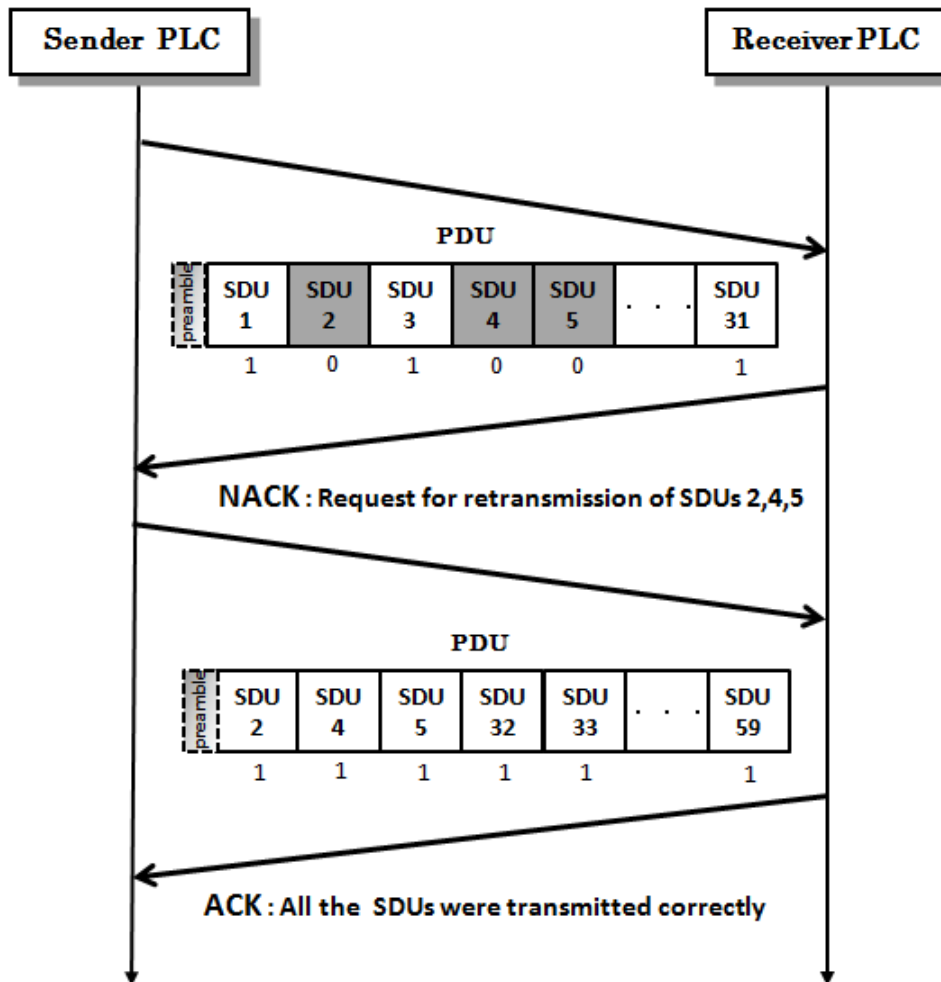 Sender PLC
Receiver PLC
PDU
preamble
SDU 1
SDU 2
SDU 3
SDU 4
SDU 5
. . .
SDU 31
1 0 1 0 0 1
NACK : Request for retransmission of SDUs 2,4,5
PDU
preamble
SDU 2
SDU 4
SDU 5
SDU 32
SDU 33
. . .
SDU 59
1 1 1 1 1 1
ACK : All the SDUs were transmitted correctly